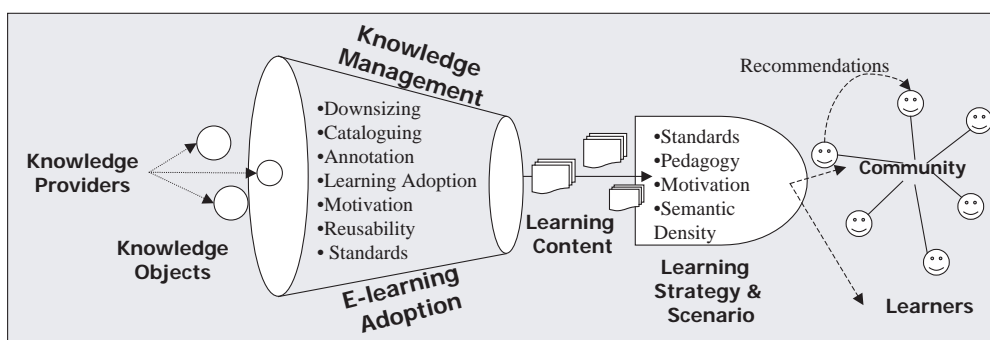 Knowledge
Providers
Knowledge
Objects
Knowledge
Management
•Downsizing
•Cataloguing
•Annotation
•Learning Adoption
•Motivation
•Reusability
• Standards
E-learning
Adoption
Learning
Content
•Standards
•Pedagogy
•Motivation
•Semantic
Density
Learning
Strategy &
Scenario
Recommendations
Community
Learners